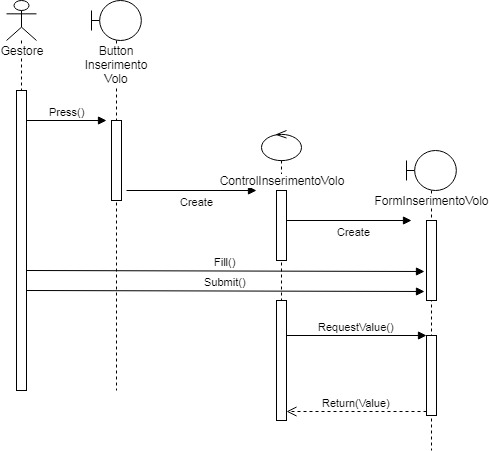 Gestore
Button
Inserimento
Volo
Press()
ControlInserimentoVolo
Create
FormInserimentoVolo
Create
Fill()
Submit()
RequestValue()
Return(Value)